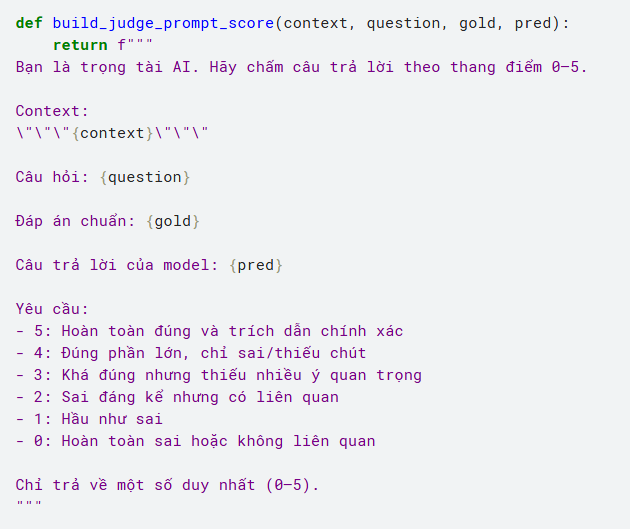 def build_judge_prompt_score(context, question, gold, pred):
    return f"""
Bạn là trọng tài AI. Hãy chấm câu trả lời theo thang điểm 0–5.
Context:
\"\"\"{context}\"\"\"
Câu hỏi: {question}
Đáp án chuẩn: {gold}
Câu trả lời của model: {pred}
Yêu cầu:
- 5: Hoàn toàn đúng và trích dẫn chính xác
- 4: Đúng phần lớn, chỉ sai/thiếu chút
- 3: Khá đúng nhưng thiếu nhiều ý quan trọng
- 2: Sai đáng kể nhưng có liên quan
- 1: Hầu như sai
- 0: Hoàn toàn sai hoặc không liên quan
Chỉ trả về một số duy nhất (0–5).
"""